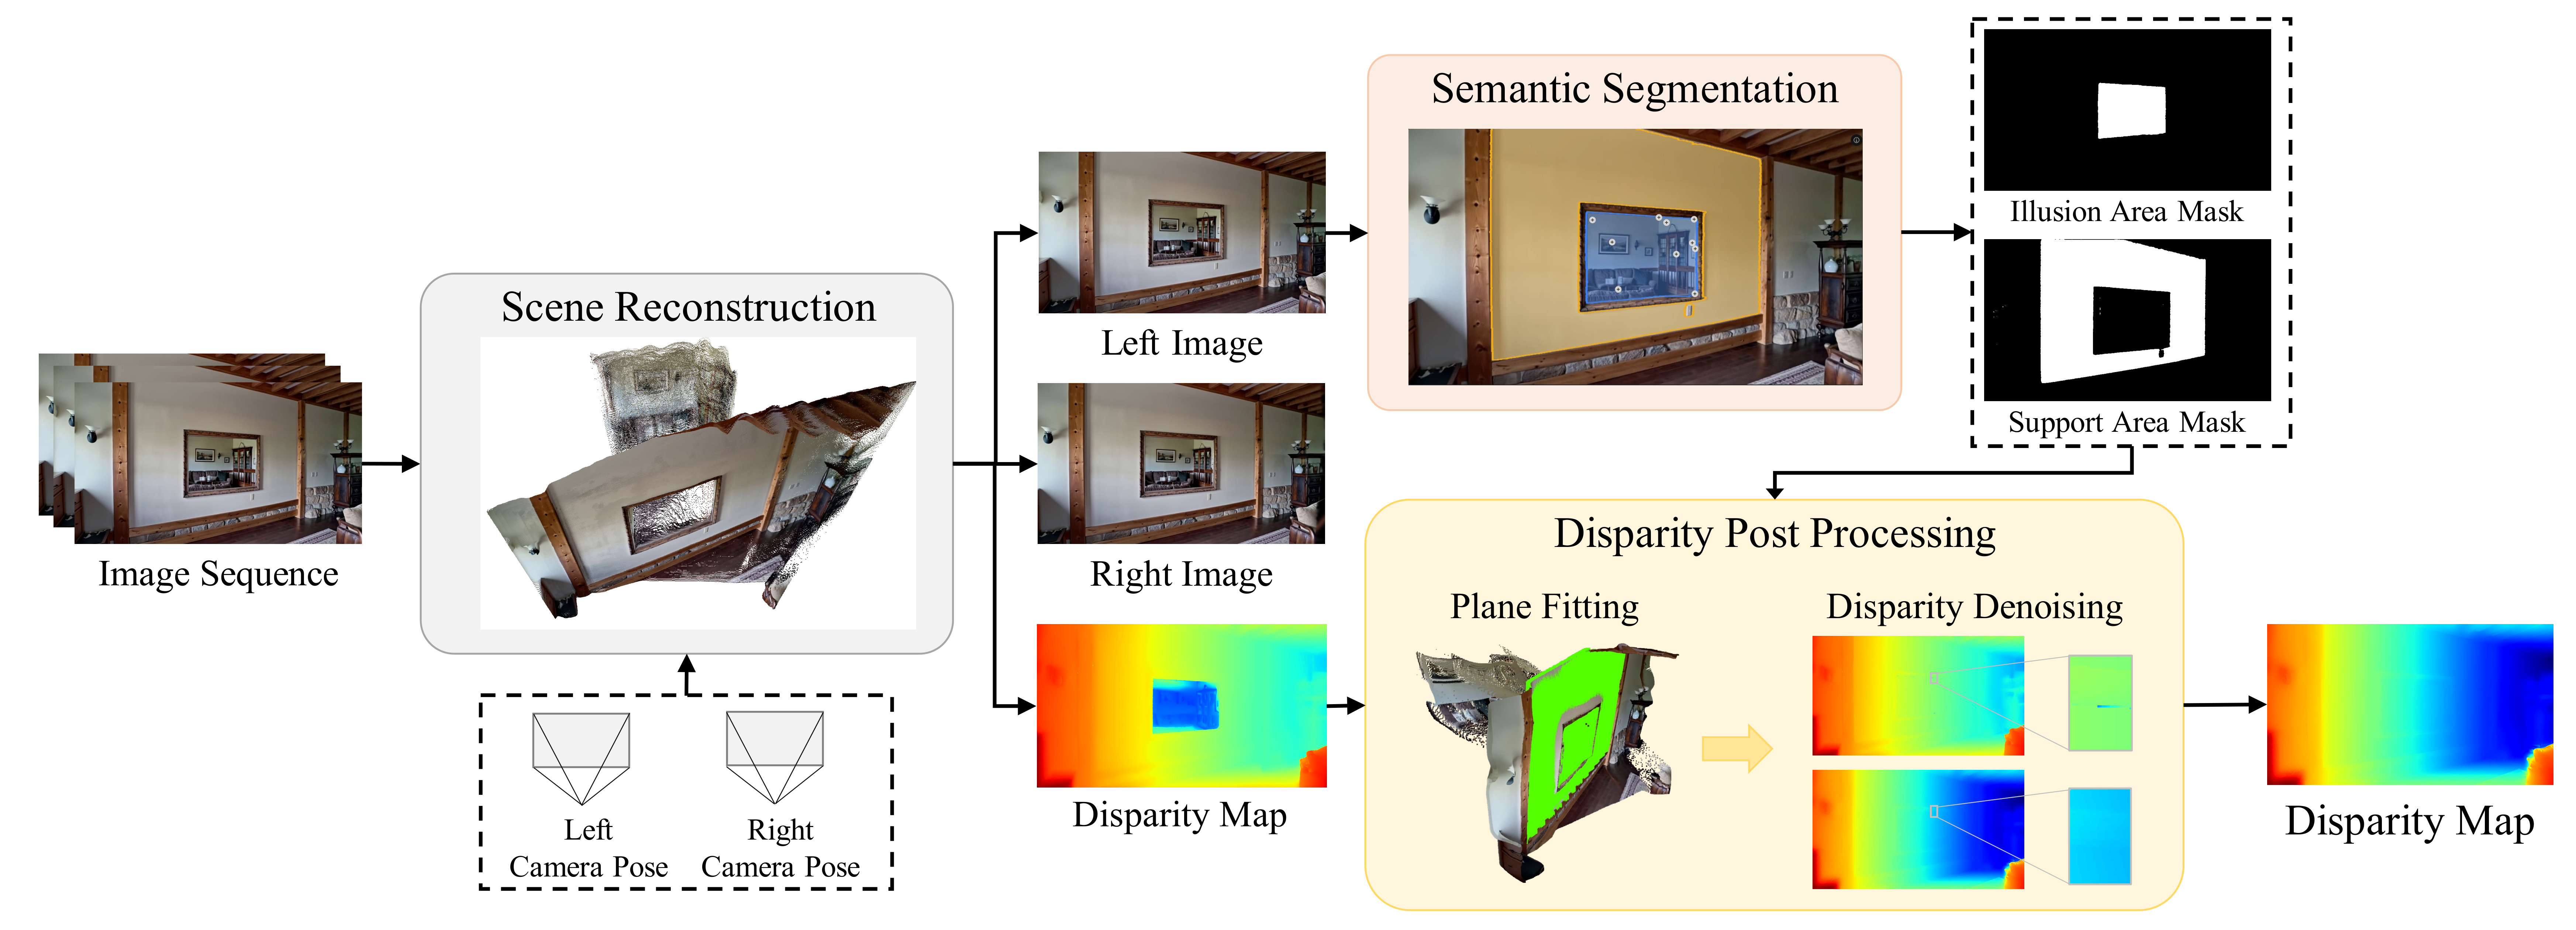 Image Sequence
Scene Reconstruction
Left
Camera Pose
Right
Camera Pose
Left Image
Right Image
Disparity Map
Semantic Segmentation
Illusion Area Mask
Support Area Mask
Disparity Post Processing
Plane Fitting
Disparity Denoising
Disparity Map